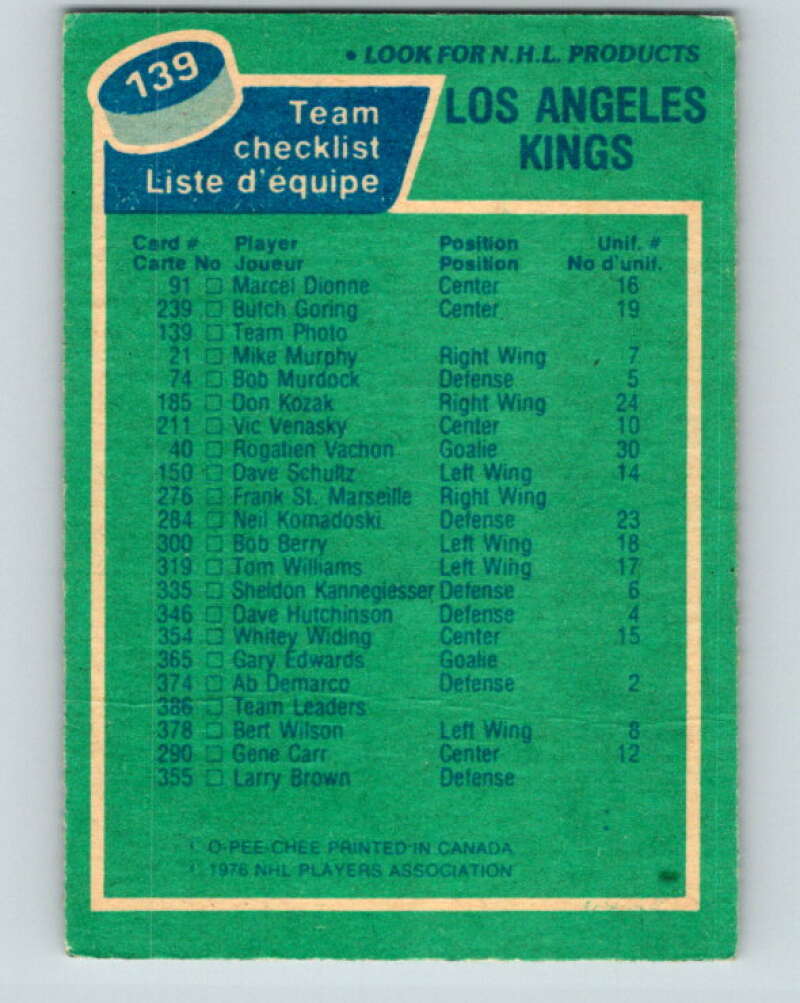 • LOOK FOR N.H.L. PRODUCTS
139
Team checklist
Liste d'équipe
LOS ANGELES
KINGS
Card # Player Position Unif. #
Carte No Joueur Position No d'unif.
91 □ Marcel Dionne Center 16
239 □ Butch Goring Center 19
139 □ Team Photo
21 □ Mike Murphy Right Wing 7
74 □ Bob Murdock Defense 5
185 □ Don Kozak Right Wing 24
211 □ Vic Venasky Center 10
40 □ Rogatien Vachon Goalie 30
150 □ Dave Schultz Left Wing 14
276 □ Frank St. Marseille Right Wing
284 □ Neil Komadoski Defense 23
300 □ Bob Berry Left Wing 18
319 □ Tom Williams Left Wing 17
335 □ Sheldon Kannegiesser Defense 6
346 □ Dave Hutchinson Defense 4
354 □ Whitey Widing Center 15
365 □ Gary Edwards Goalie
374 □ Ab Demarco Defense 2
386 □ Team Leaders
378 □ Bert Wilson Left Wing 8
290 □ Gene Carr Center 12
355 □ Larry Brown Defense
O-PEE-CHEE PRINTED IN CANADA
1976 NHL PLAYERS ASSOCIATION